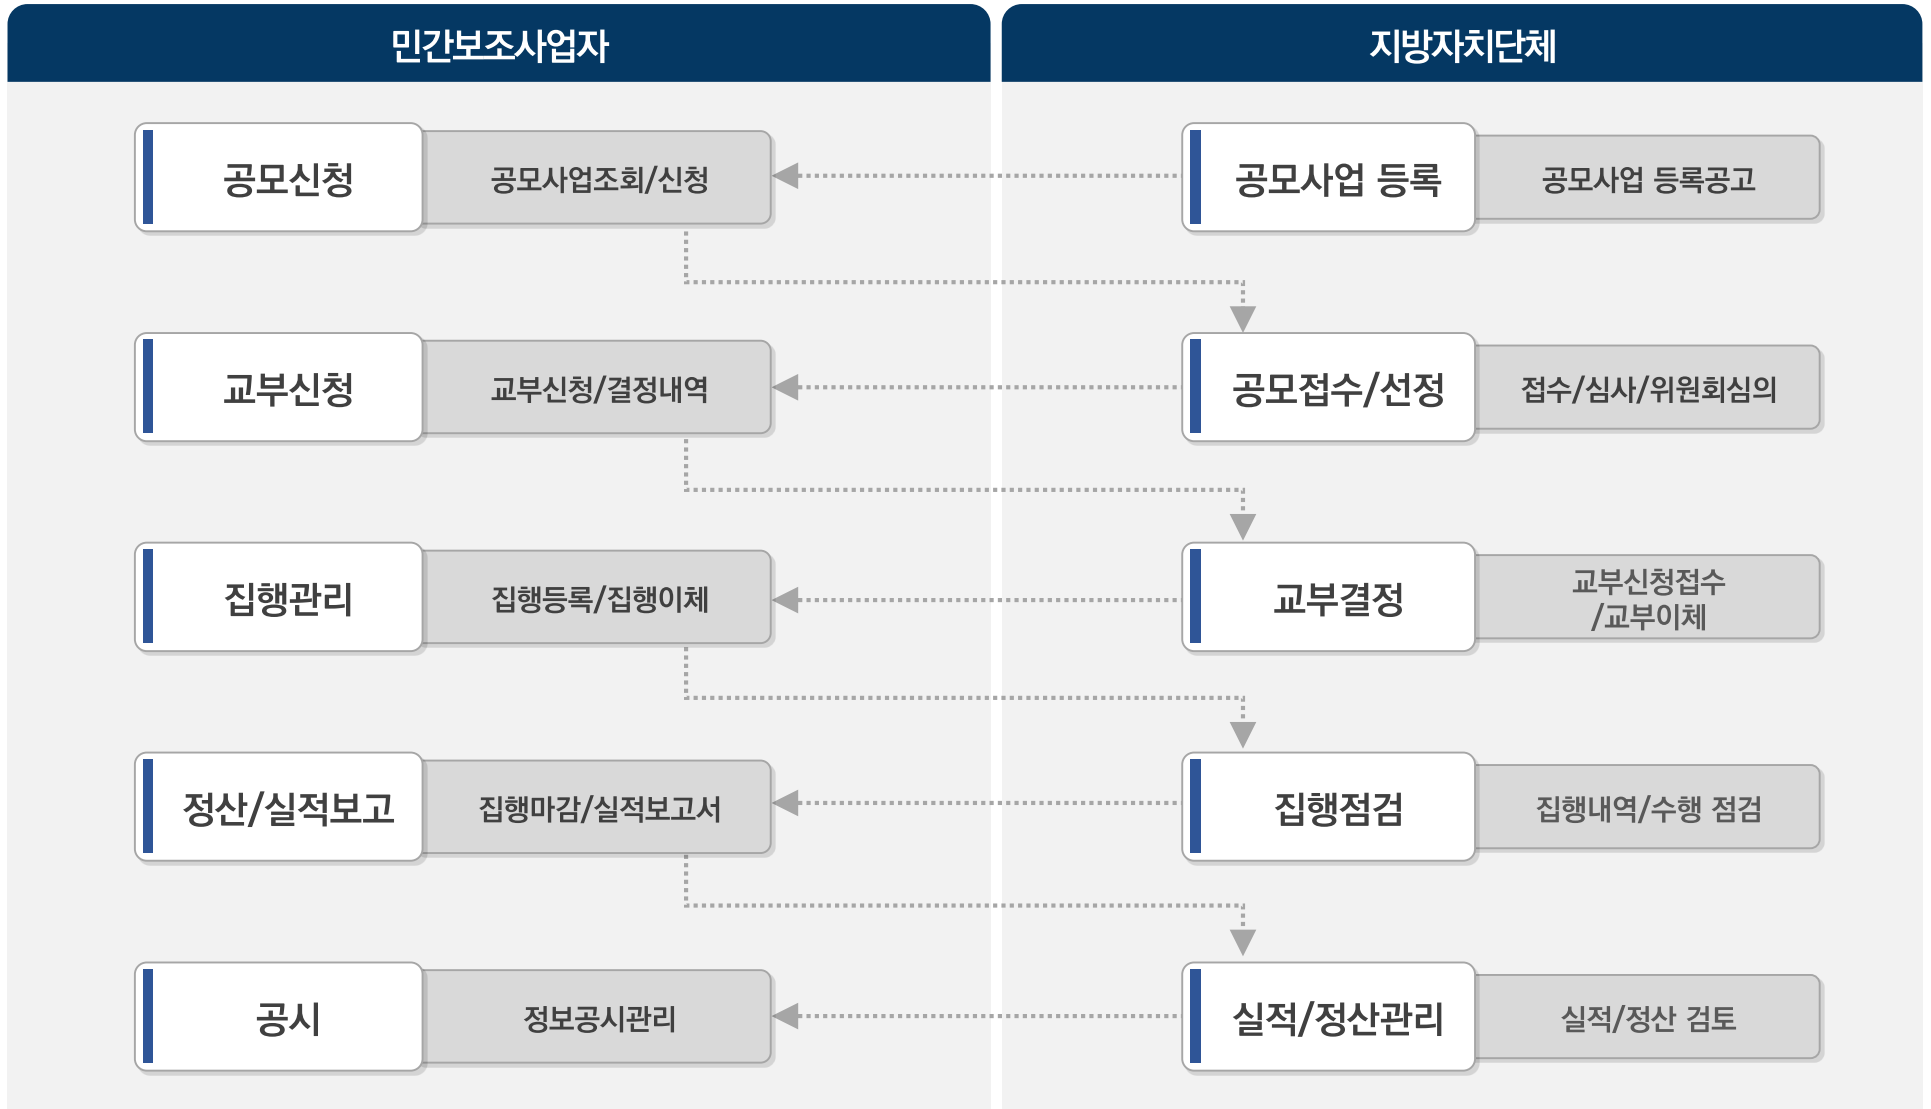 민간보조사업자
지방자치단체
공모신청
공모사업조회/신청
공모사업 등록
공모사업 등록공고
교부신청
교부신청/결정내역
공모접수/선정
접수/심사/위원회심의
집행관리
집행등록/집행이체
교부결정
교부신청접수
/교부이체
정산/실적보고
집행마감/실적보고서
집행점검
집행내역/수행 점검
공시
정보공시관리
실적/정산관리
실적/정산 검토